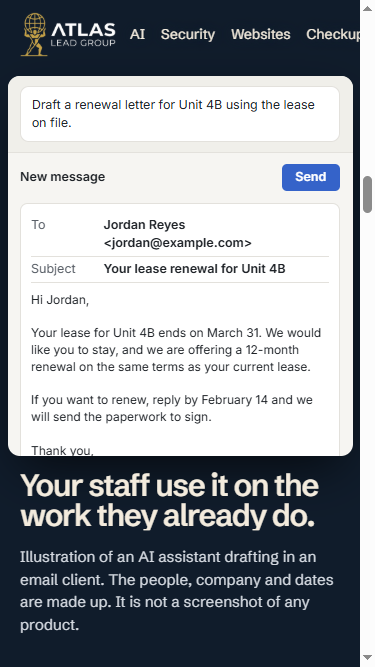 ATLAS
LEAD GROUP
AI Security Websites Checkup
Draft a renewal letter for Unit 4B using the lease
on file.
New message
Send
To Jordan Reyes
<jordan@example.com>
Subject Your lease renewal for Unit 4B
Hi Jordan,
Your lease for Unit 4B ends on March 31. We would
like you to stay, and we are offering a 12-month
renewal on the same terms as your current lease.
If you want to renew, reply by February 14 and we
will send the paperwork to sign.
Thank you,
Your staff use it on the
work they already do.
Illustration of an AI assistant drafting in an
email client. The people, company and dates
are made up. It is not a screenshot of any
product.